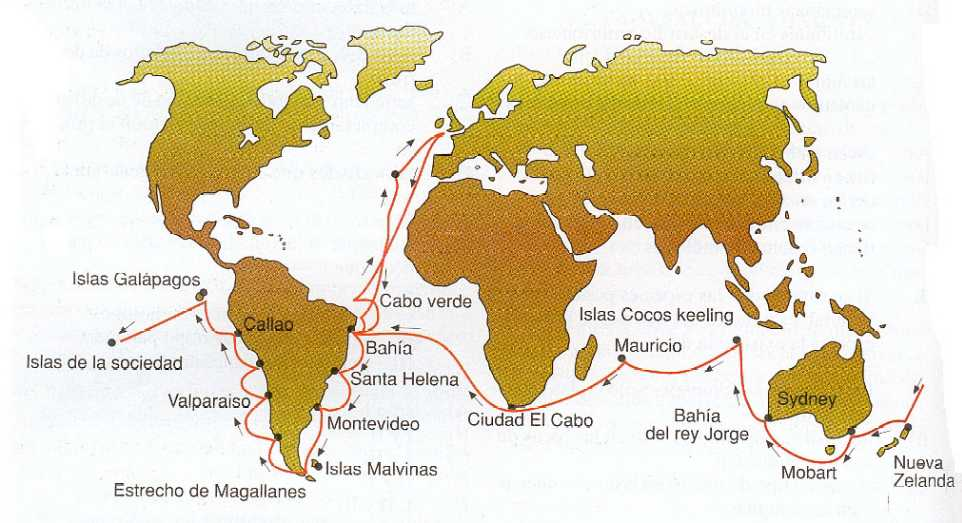 Islas Galápagos
Cabo verde
Islas Cocos keeling
Callao
Islas de la sociedad
Bahía
Mauricio
Santa Helena
Valparaiso
Sydney
Montevideo
Ciudad El Cabo
Bahía
del rey Jorge
Islas Malvinas
Mobart
Nueva
Zelanda
Estrecho de Magallanes